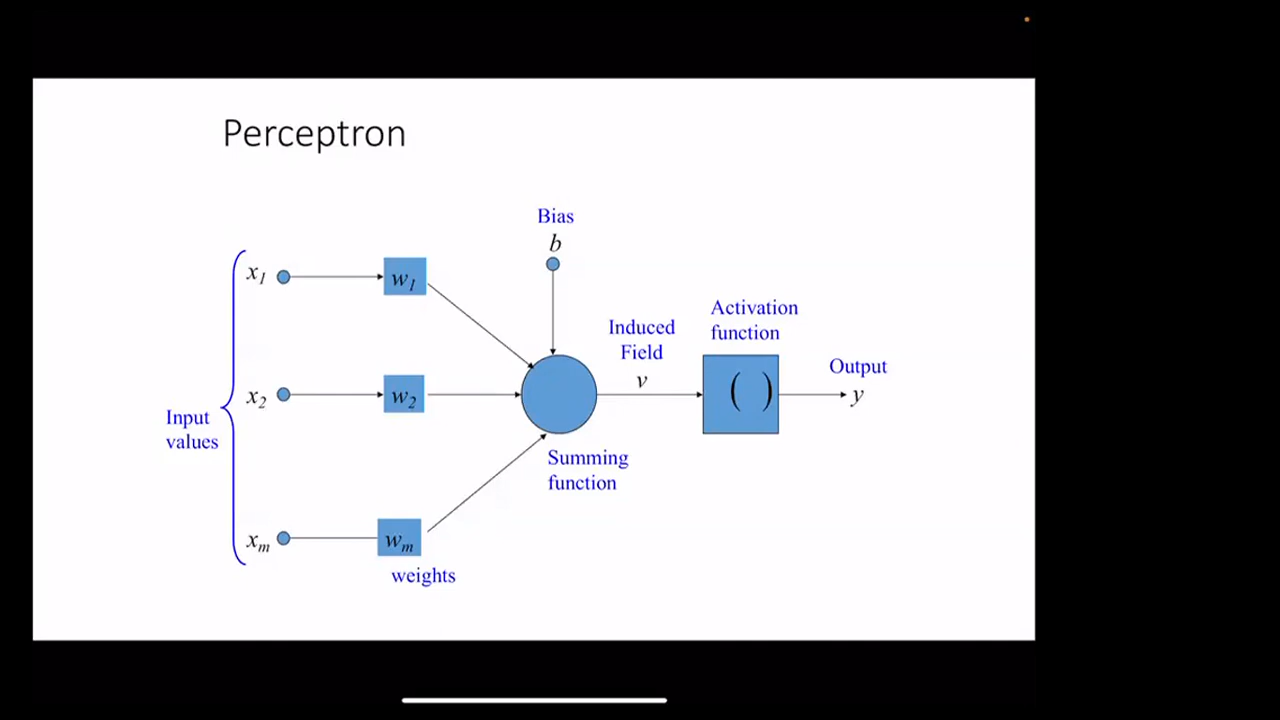 Perceptron
Bias
b
x1
w1
Activation
function
Induced
Field
v
Output
y
( )
x2
w2
Input
values
Summing
function
xm
wm
weights